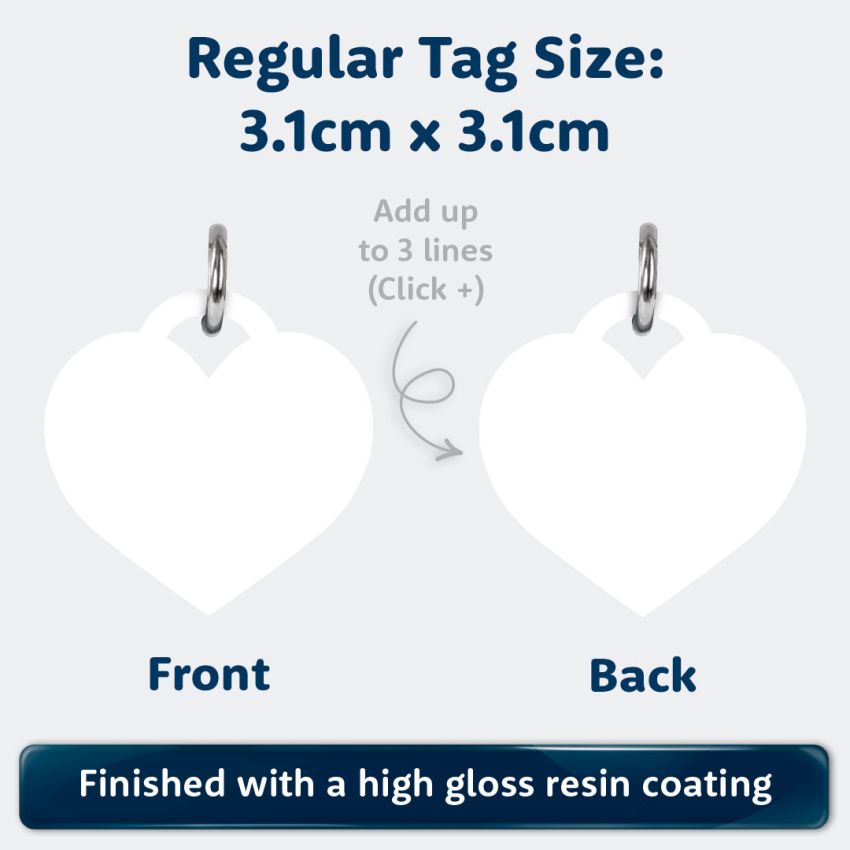 Regular Tag Size:
3.1cm x 3.1cm
Add up
to 3 lines
(Click +)
Front
Back
Finished with a high gloss resin coating